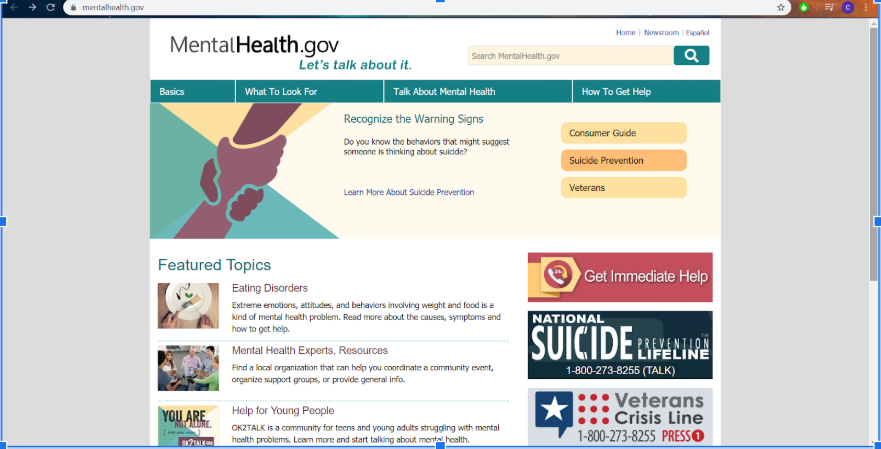 mentalhealth.gov
C
Home | Newsroom | Español
MentalHealth.gov
Let's talk about it.
Search MentalHealth.gov
Basics
What To Look For
Talk About Mental Health
How To Get Help
Recognize the Warning Signs
Do you know the behaviors that might suggest
someone is thinking about suicide?
Learn More About Suicide Prevention
Consumer Guide
Suicide Prevention
Veterans
Featured Topics
Eating Disorders
Extreme emotions, attitudes, and behaviors involving weight and food is a
kind of mental health problem. Read more about the causes, symptoms and
how to get help.
Mental Health Experts, Resources
Find a local organization that can help you coordinate a community event,
organize support groups, or provide general info.
YOU ARE
NOT ALONE.
OK2TALK
Help for Young People
OK2TALK is a community for teens and young adults struggling with mental
health problems. Learn more and start talking about mental health.
24
Get Immediate Help
NATIONAL
SUICIDE PREVENTION
LIFELINE™
1-800-273-8255 (TALK)
Veterans
Crisis Line
1-800-273-8255 PRESS 1